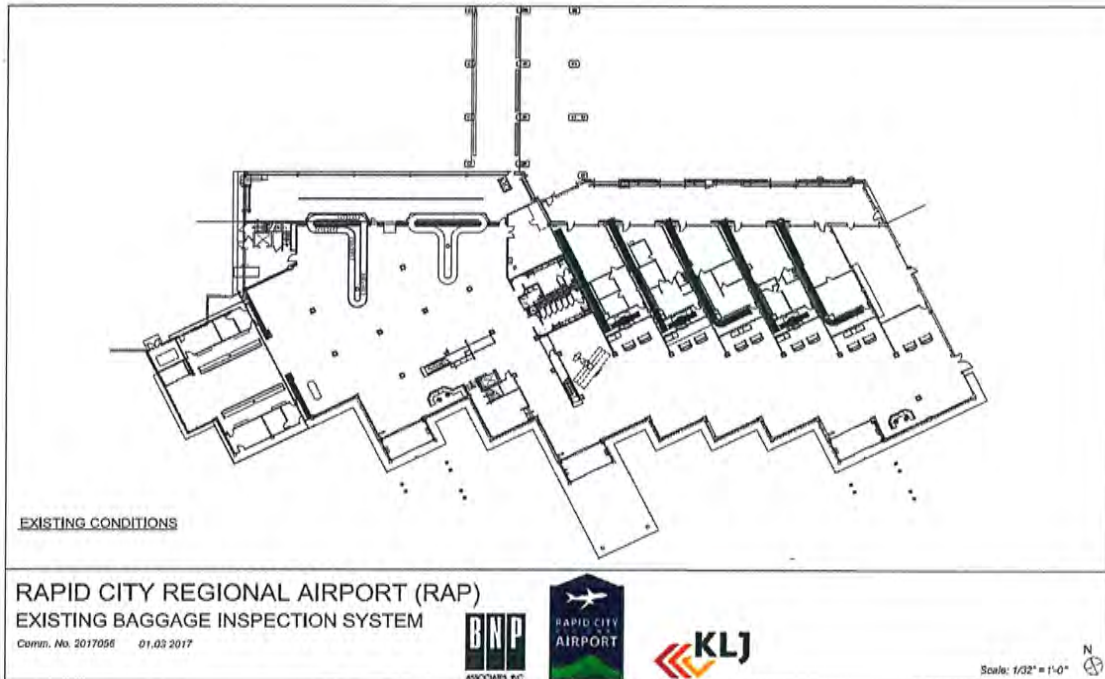 EXISTING CONDITIONS
RAPID CITY REGIONAL AIRPORT (RAP)
EXISTING BAGGAGE INSPECTION SYSTEM
Comm. No. 2017056 01.03 2017
BNP
ASSOCIATES INC
RAPID CITY
REGIONAL
AIRPORT
KLJ
N
Scale: 1/32" = 1'-0"